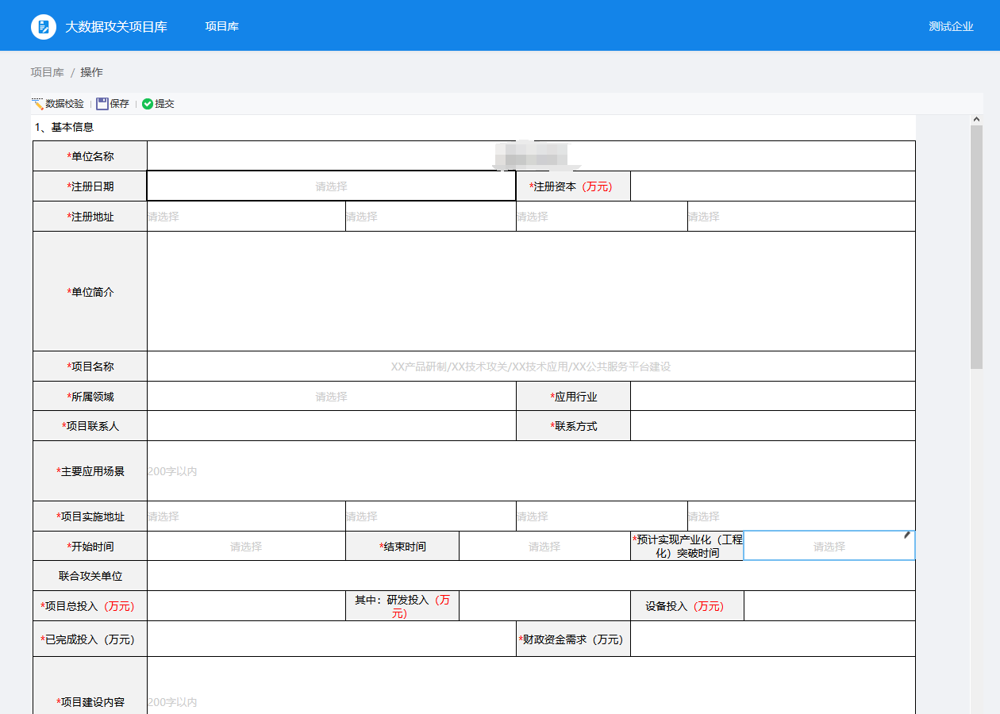 大数据攻关项目库 项目库 测试企业
项目库 / 操作
数据校验 保存 提交
1、基本信息
*单位名称
*注册日期 请选择 *注册资本（万元）
*注册地址 请选择 请选择 请选择 请选择
*单位简介
*项目名称 XX产品研制/XX技术攻关/XX技术应用/XX公共服务平台建设
*所属领域 请选择 *应用行业
*项目联系人 *联系方式
*主要应用场景 200字以内
*项目实施地址 请选择 请选择 请选择 请选择
*开始时间 请选择 *结束时间 请选择 *预计实现产业化（工程
化）突破时间 请选择
联合攻关单位
*项目总投入（万元） 其中：研发投入（万
元） 设备投入（万元）
*已完成投入（万元） *财政资金需求（万元）
*项目建设内容 200字以内